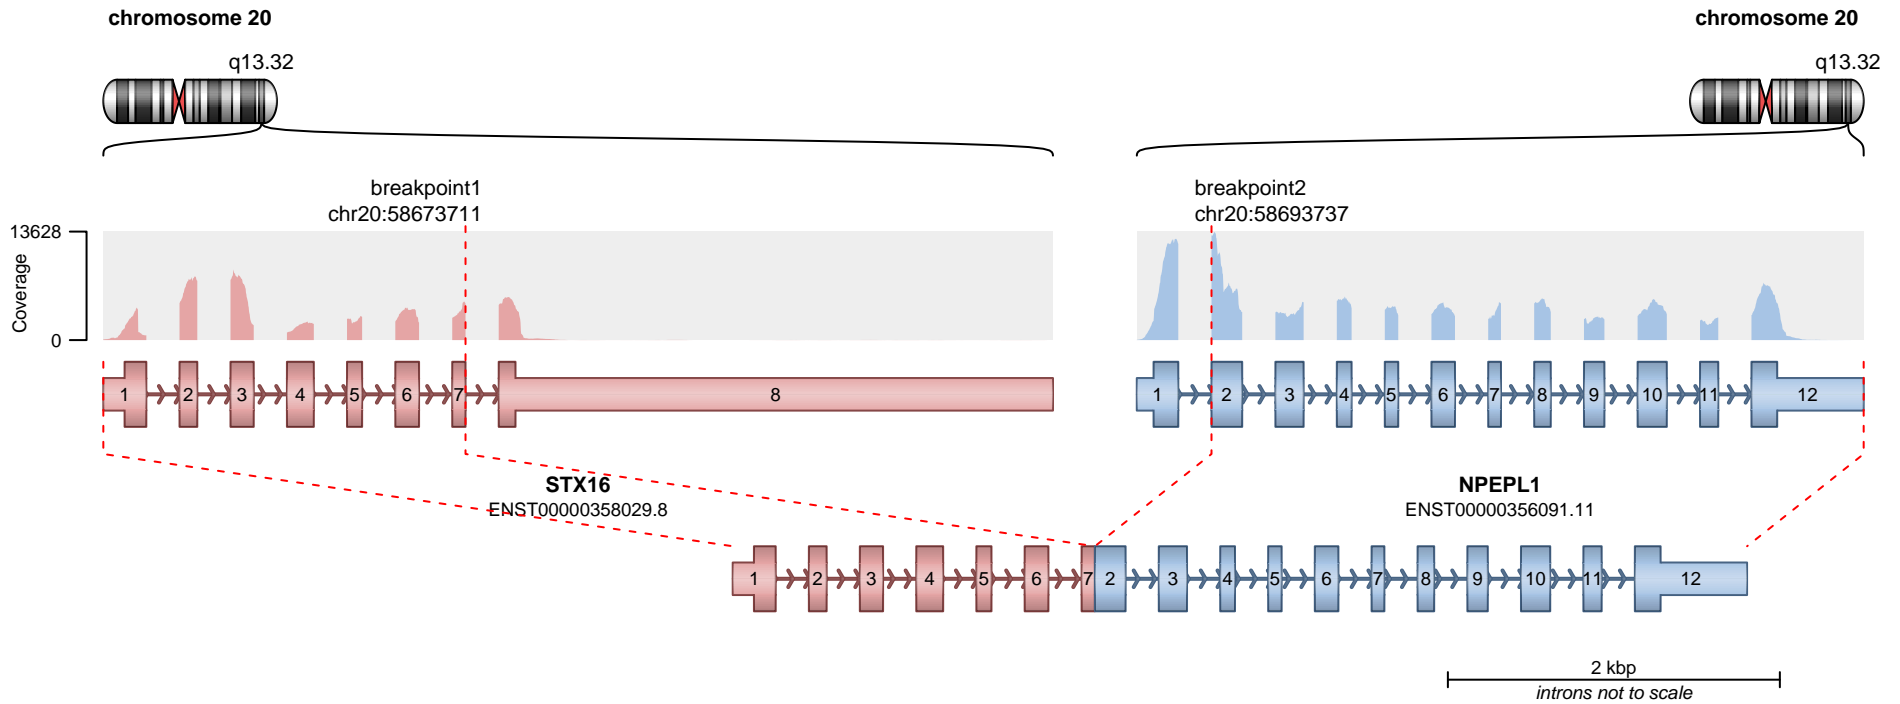 chromosome 20
chromosome 20
q13.32
q13.32
breakpoint1
chr20:58673711
breakpoint2
chr20:58693737
13628
Coverage
0
1 2 3 4 5 6 7 8
1 2 3 4 5 6 7 8 9 10 11 12
STX16
ENST00000358029.8
NPEPL1
ENST00000356091.11
1 2 3 4 5 6 7 2 3 4 5 6 7 8 9 10 11 12
2 kbp
introns not to scale